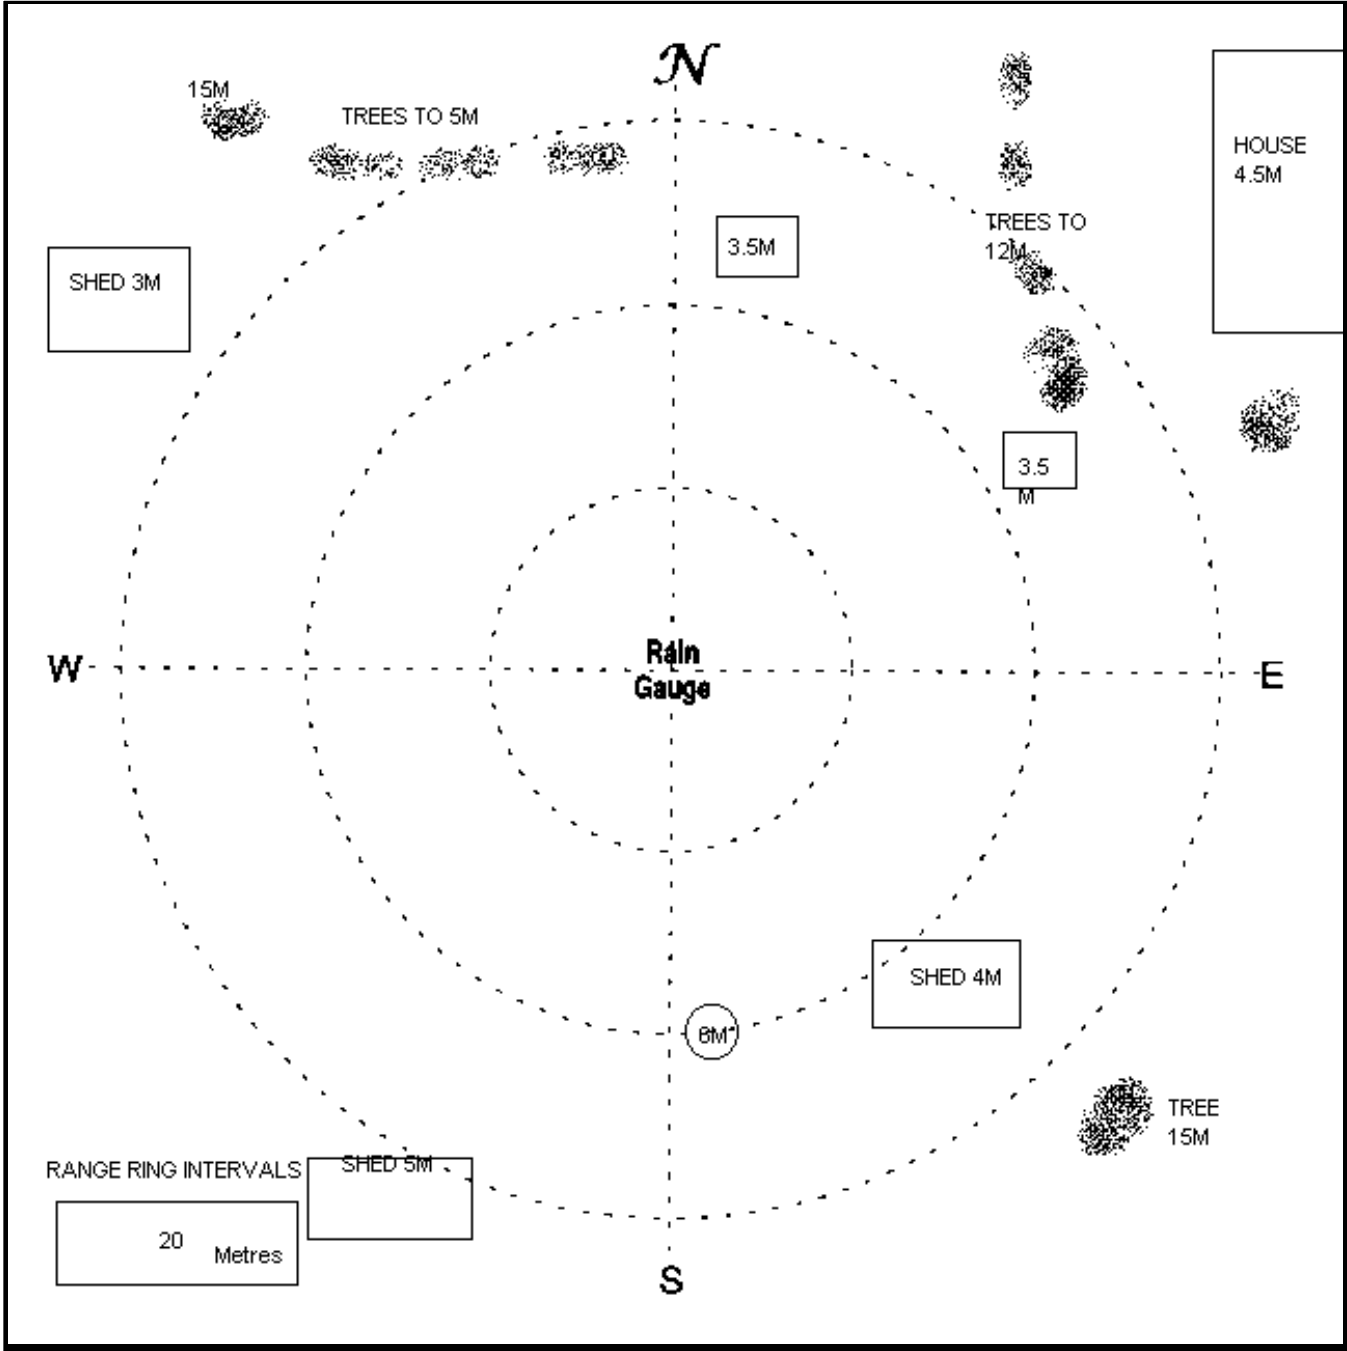 N
15M
TREES TO 5M
HOUSE
4.5M
TREES TO
12M
3.5M
SHED 3M
3.5
M
Rain
Gauge
W
E
SHED 4M
6M
TREE
15M
SHED 5M
RANGE RING INTERVALS
20
Metres
S